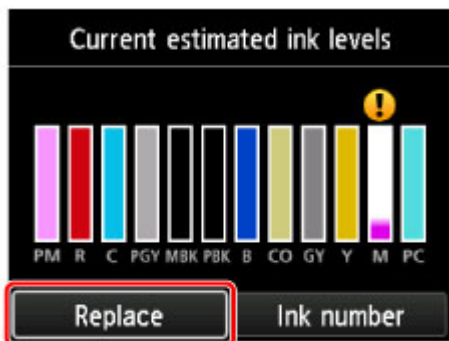 Current estimated ink levels
!
PM R C PGY MBK PBK B CO GY Y M PC
Replace Ink number